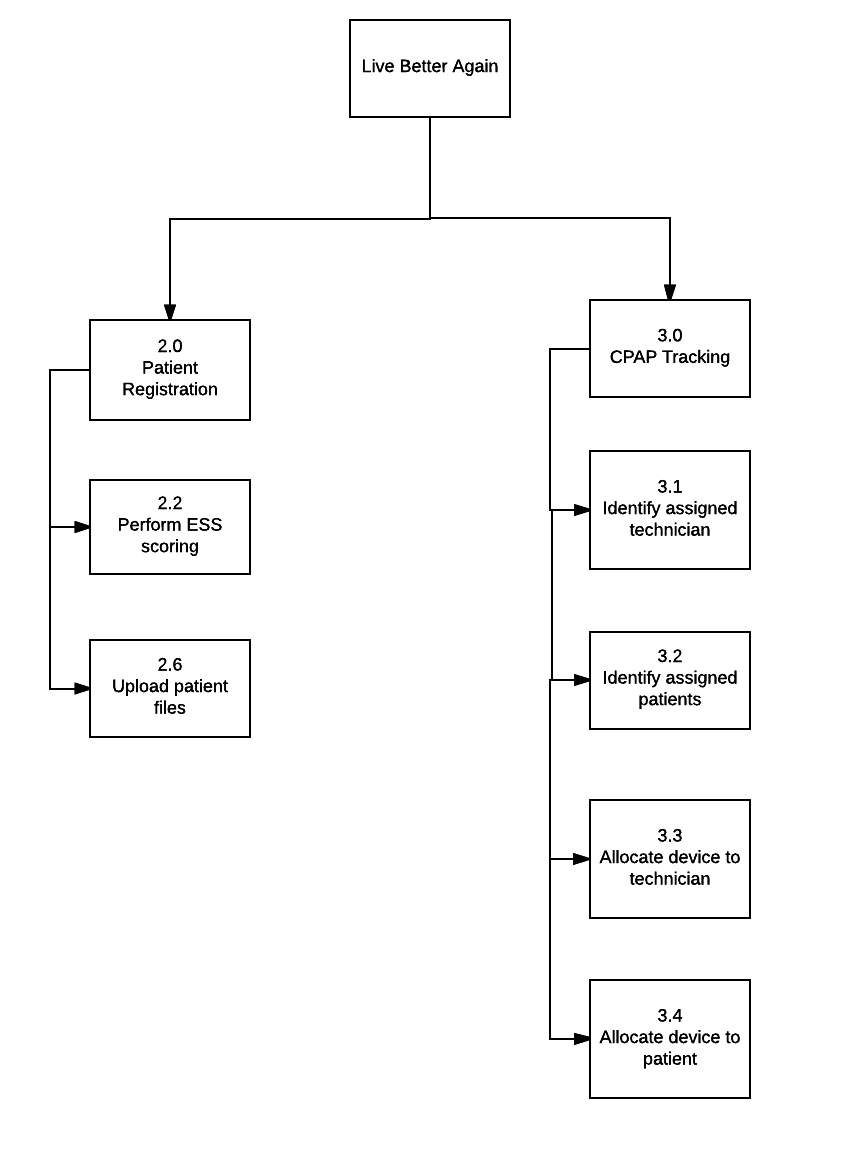 Live Better Again
2.0
Patient
Registration
2.2
Perform ESS
scoring
2.6
Upload patient
files
3.0
CPAP Tracking
3.1
Identify assigned
technician
3.2
Identify assigned
patients
3.3
Allocate device to
technician
3.4
Allocate device to
patient